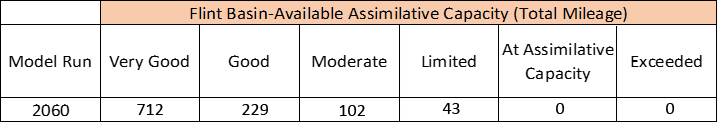 Flint Basin-Available Assimilative Capacity (Total Mileage)
Model Run Very Good Good Moderate Limited At Assimilative Capacity Exceeded
2060 712 229 102 43 0 0